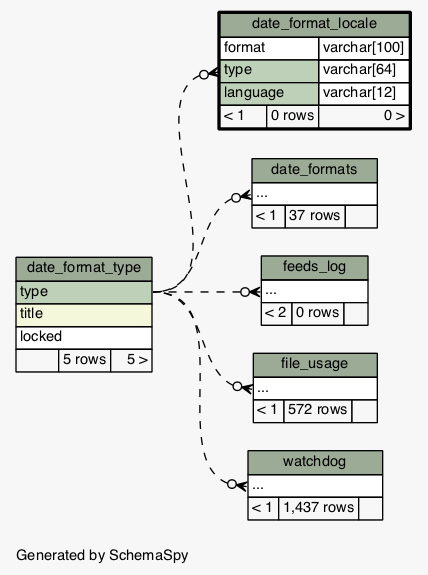 date_format_locale
format varchar[100]
type varchar[64]
language varchar[12]
< 1 0 rows 0 >
date_formats
...
< 1 37 rows
date_format_type
type
title
locked
5 rows 5 >
feeds_log
...
< 2 0 rows
file_usage
...
< 1 572 rows
watchdog
...
< 1 1,437 rows
Generated by SchemaSpy